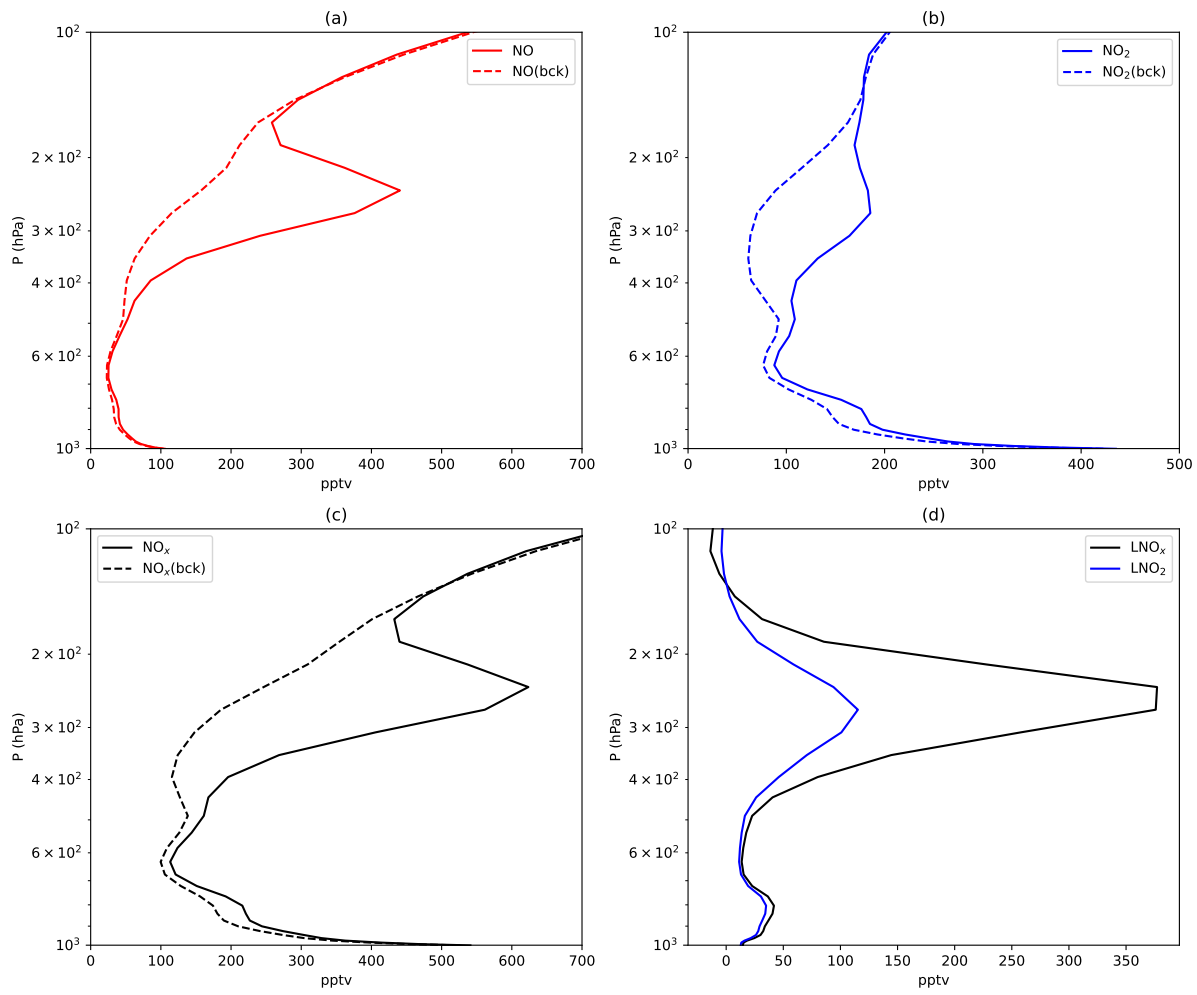 (a)
NO
NO(bck)
10²
2 × 10²
3 × 10²
4 × 10²
6 × 10²
10³
P (hPa)
0 100 200 300 400 500 600 700
pptv
(b)
NO₂
NO₂(bck)
10²
2 × 10²
3 × 10²
4 × 10²
6 × 10²
10³
P (hPa)
0 100 200 300 400 500
pptv
(c)
NOₓ
NOₓ(bck)
10²
2 × 10²
3 × 10²
4 × 10²
6 × 10²
10³
P (hPa)
0 100 200 300 400 500 600 700
pptv
(d)
LNOₓ
LNO₂
10²
2 × 10²
3 × 10²
4 × 10²
6 × 10²
10³
P (hPa)
0 50 100 150 200 250 300 350
pptv